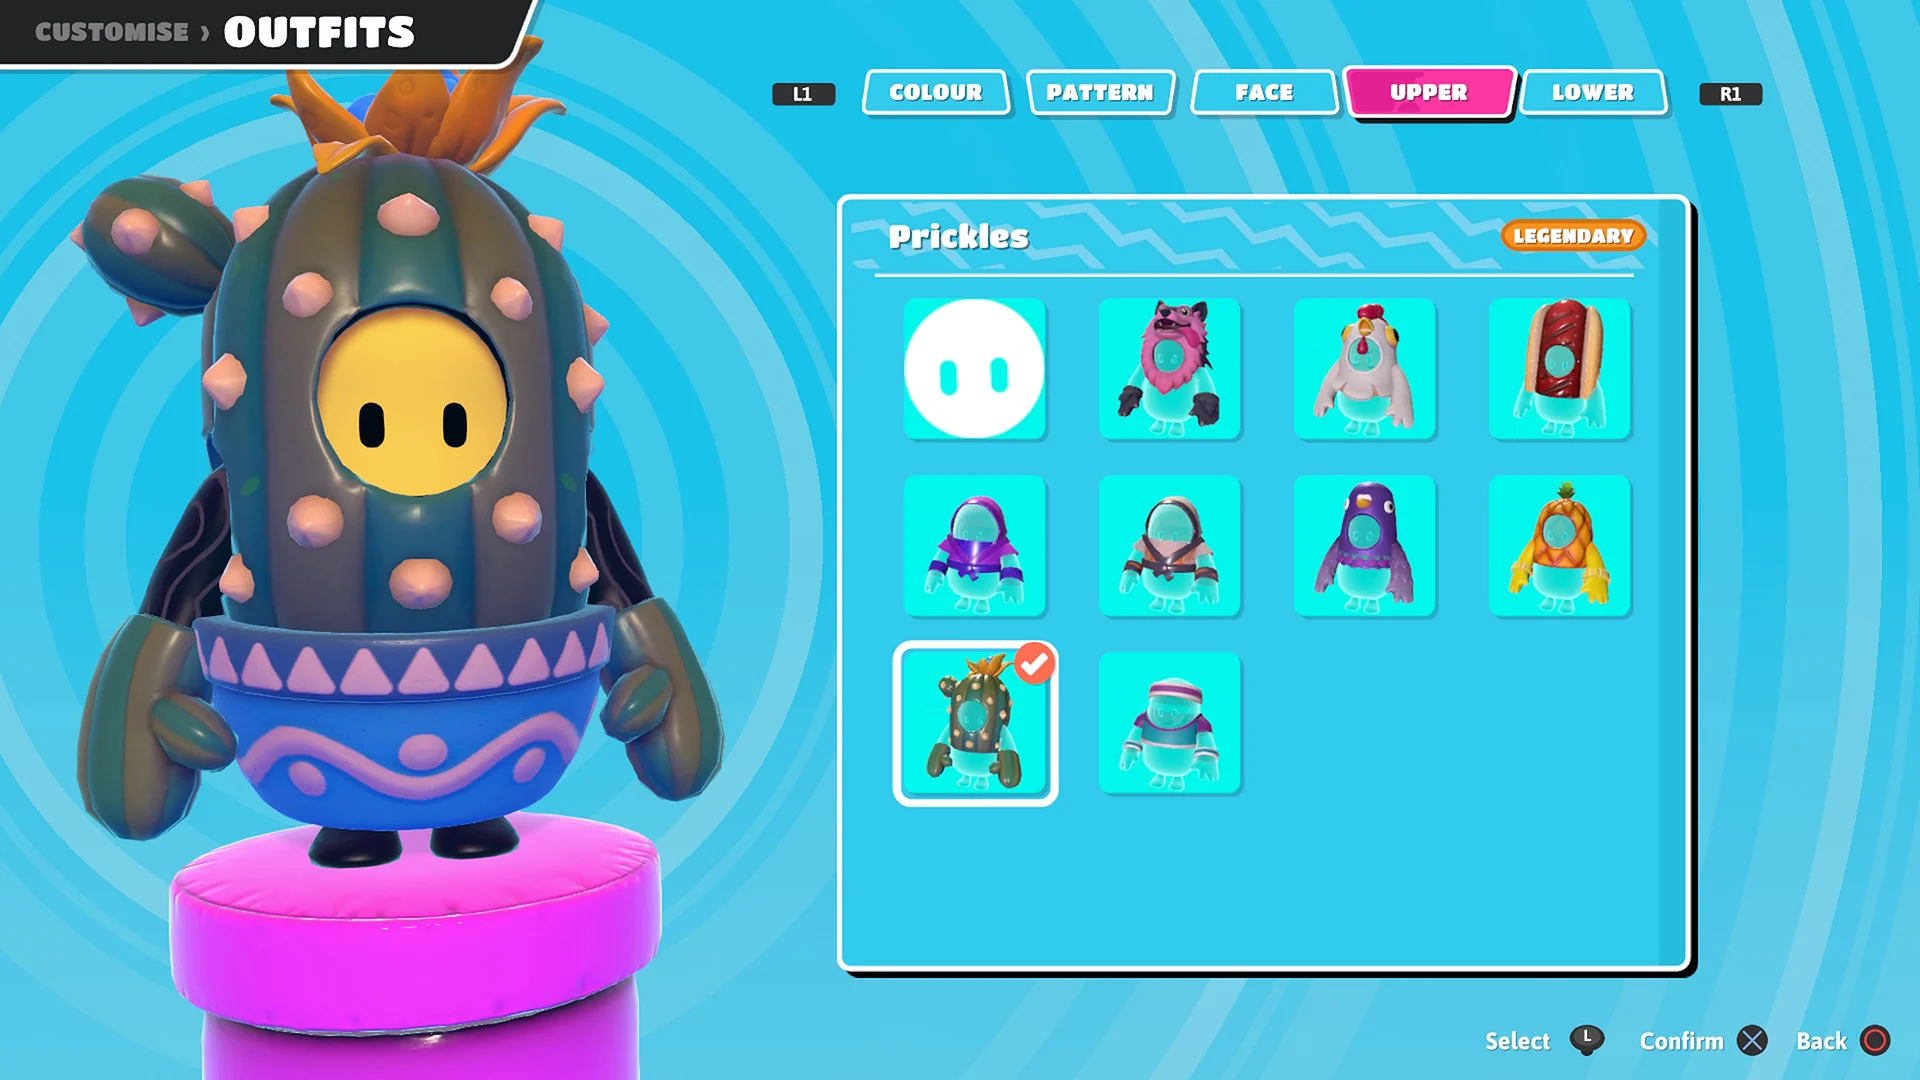 CUSTOMISE › OUTFITS
L1 COLOUR PATTERN FACE UPPER LOWER R1
Prickles LEGENDARY
Select L Confirm Back